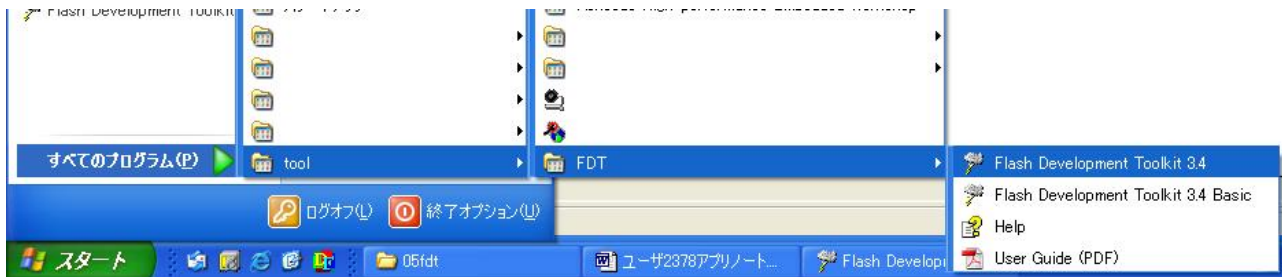 Flash Development Toolkit
すべてのプログラム(P)
tool
FDT
Flash Development Toolkit 3.4
Flash Development Toolkit 3.4 Basic
Help
User Guide (PDF)
ログオフ(L)
終了オプション(U)
スタート
05fdt
ユーザ2378アプリノート...
Flash Develop